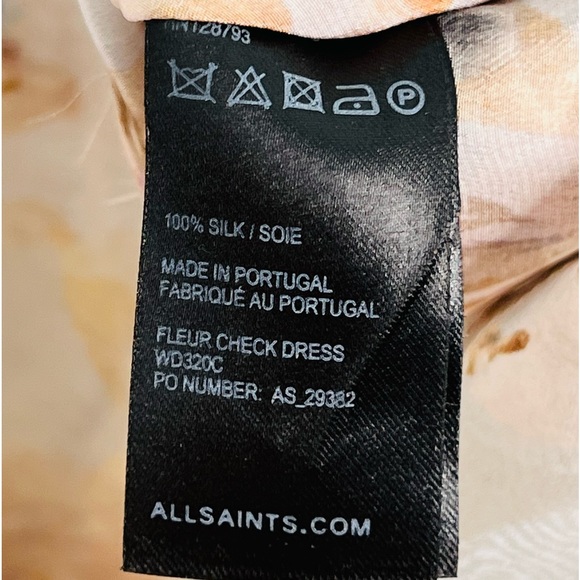 P
100% SILK / SOIE
MADE IN PORTUGAL
FABRIQUÉ AU PORTUGAL
FLEUR CHECK DRESS
WD320C
PO NUMBER: AS_29382
ALLSAINTS.COM